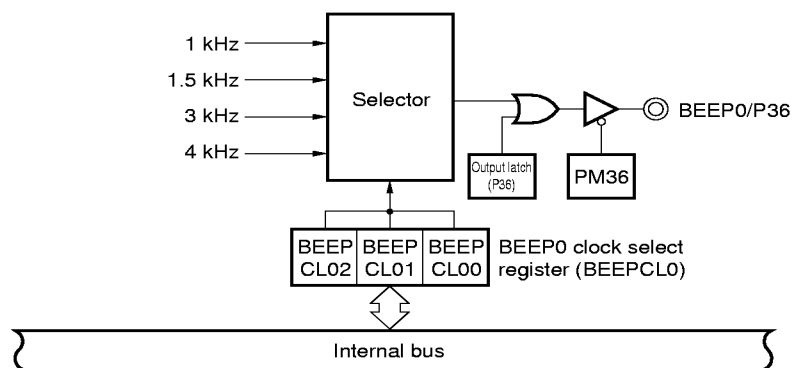 1 kHz
1.5 kHz
3 kHz
4 kHz
Selector
BEEP0/P36
Output latch
(P36)
PM36
BEEP
CL02
BEEP
CL01
BEEP
CL00
BEEP0 clock select
register (BEEPCL0)
Internal bus